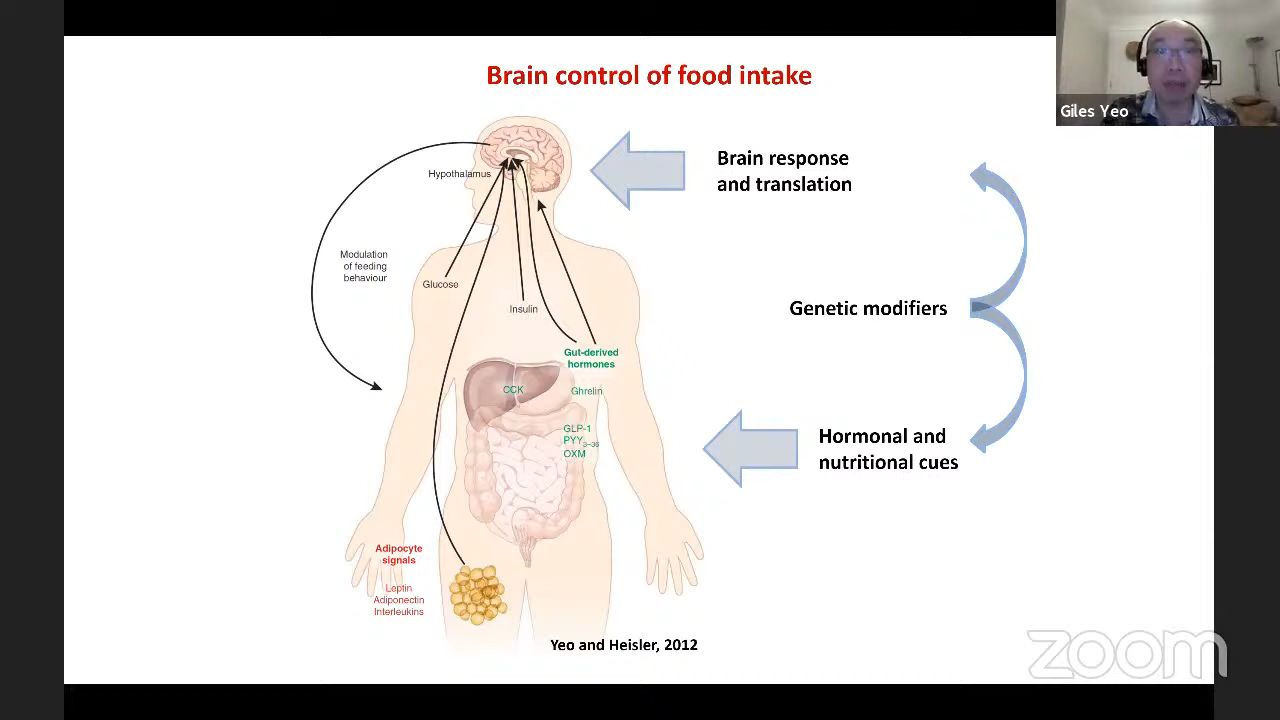 Brain control of food intake
Giles Yeo
Brain response
and translation
Hypothalamus
Modulation
of feeding
behaviour
Glucose
Insulin
Genetic modifiers
Gut-derived
hormones
CCK
Ghrelin
GLP-1
PYY3–36
OXM
Hormonal and
nutritional cues
Adipocyte
signals
Leptin
Adiponectin
Interleukins
Yeo and Heisler, 2012
zoom